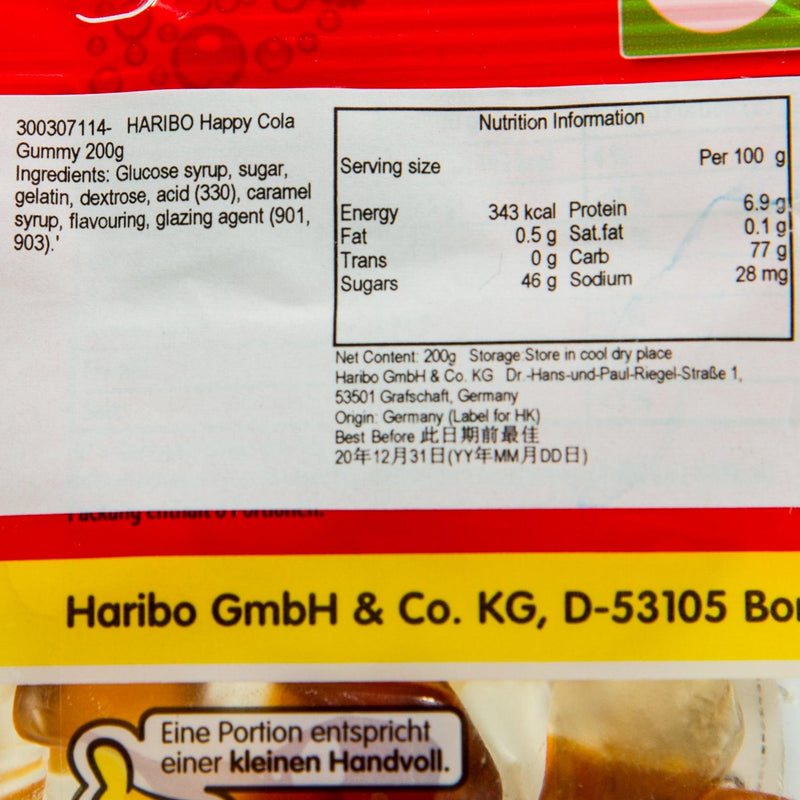 300307114- HARIBO Happy Cola
Gummy 200g
Ingredients: Glucose syrup, sugar,
gelatin, dextrose, acid (330), caramel
syrup, flavouring, glazing agent (901,
903).'
Nutrition Information
Serving size Per 100 g
Energy 343 kcal Protein 6.9 g
Fat 0.5 g Sat.fat 0.1 g
Trans 0 g Carb 77 g
Sugars 46 g Sodium 28 mg
Net Content: 200g Storage:Store in cool dry place
Haribo GmbH & Co. KG Dr.-Hans-und-Paul-Riegel-Straße 1,
53501 Grafschaft, Germany
Origin: Germany (Label for HK)
Best Before 此日期前最佳
20年12月31日(YY年MM月DD日)
Haribo GmbH & Co. KG, D-53105
Eine Portion entspricht
einer kleinen Handvoll.